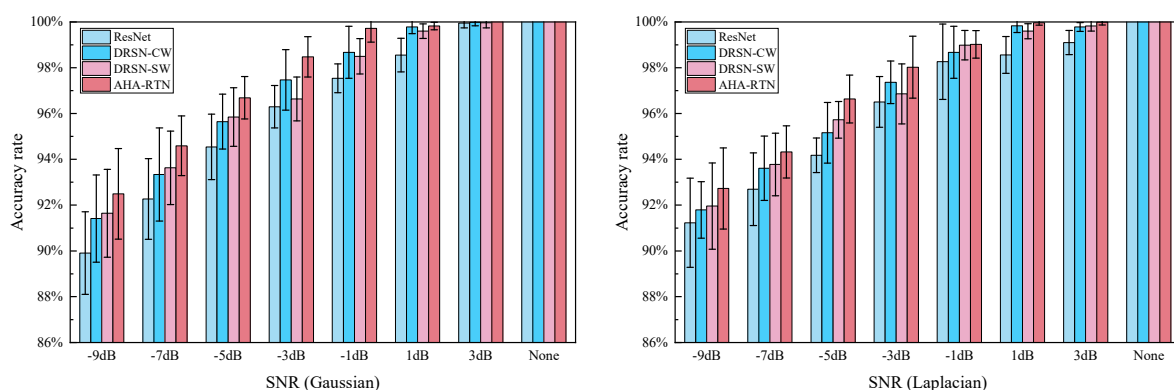 100%
98%
96%
94%
92%
90%
88%
86%
Accuracy rate
ResNet
DRSN-CW
DRSN-SW
AHA-RTN
-9dB -7dB -5dB -3dB -1dB 1dB 3dB None
SNR (Gaussian)
100%
98%
96%
94%
92%
90%
88%
86%
Accuracy rate
ResNet
DRSN-CW
DRSN-SW
AHA-RTN
-9dB -7dB -5dB -3dB -1dB 1dB 3dB None
SNR (Laplacian)